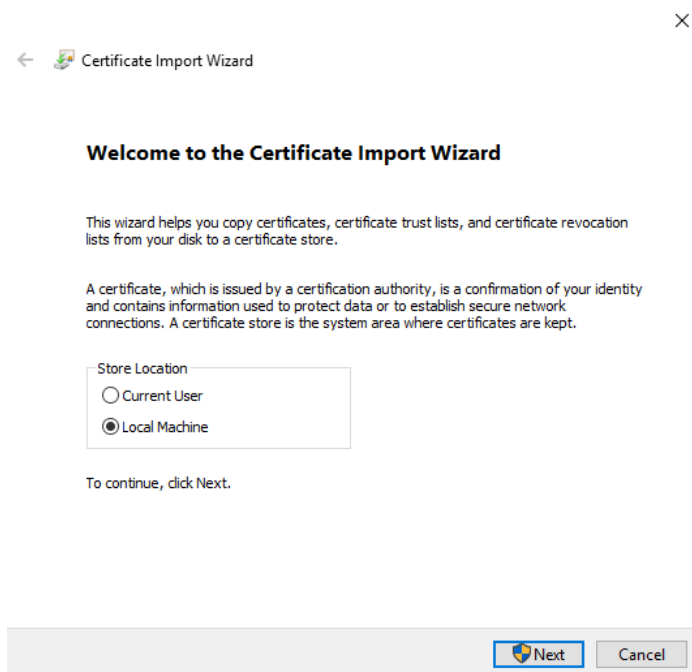 Certificate Import Wizard
Welcome to the Certificate Import Wizard
This wizard helps you copy certificates, certificate trust lists, and certificate revocation
lists from your disk to a certificate store.
A certificate, which is issued by a certification authority, is a confirmation of your identity
and contains information used to protect data or to establish secure network
connections. A certificate store is the system area where certificates are kept.
Store Location
Current User
Local Machine
To continue, click Next.
Next
Cancel